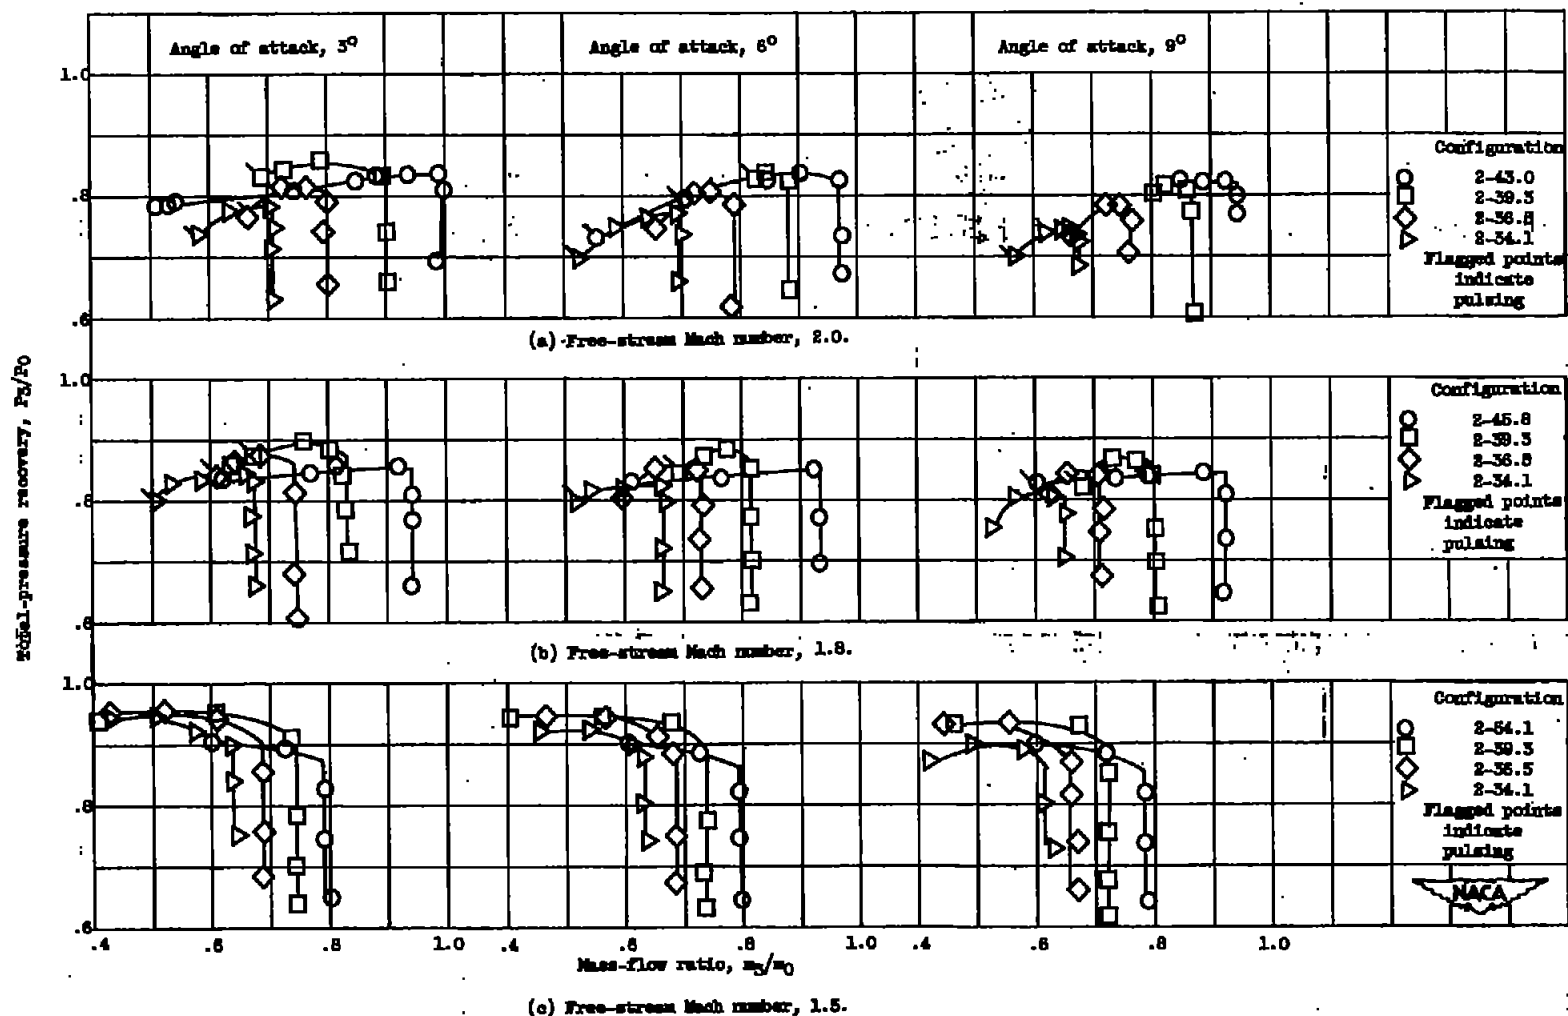 Angle of attack, 3°
Angle of attack, 6°
Angle of attack, 9°
1.0
.8
.6
Configuration
2-43.0
2-39.3
2-36.8
2-34.1
Flagged points
indicate
pulsing
(a) Free-stream Mach number, 2.0.
Total-pressure recovery, P3/P0
1.0
.8
.6
Configuration
2-45.8
2-39.3
2-36.8
2-34.1
Flagged points
indicate
pulsing
(b) Free-stream Mach number, 1.8.
1.0
.8
.6
Configuration
2-54.1
2-39.3
2-36.5
2-34.1
Flagged points
indicate
pulsing
NACA
.4 .6 .8 1.0 .4 .6 .8 1.0 .4 .6 .8 1.0
Mass-flow ratio, m3/m0
(c) Free-stream Mach number, 1.5.